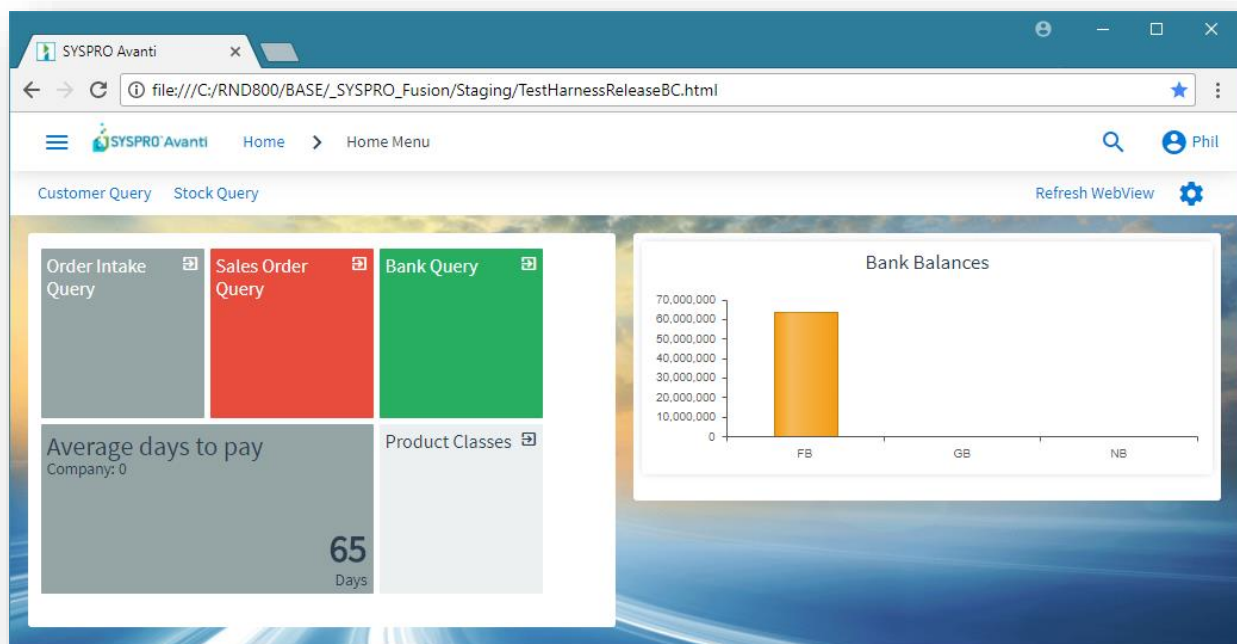 SYSPRO Avanti
file:///C:/RND800/BASE/_SYSPRO_Fusion/Staging/TestHarnessReleaseBC.html
SYSPRO Avanti Home Home Menu Phil
Customer Query Stock Query Refresh WebView
Order Intake
Query
Sales Order
Query
Bank Query
Average days to pay
Company: 0
65
Days
Product Classes
Bank Balances
70,000,000
60,000,000
50,000,000
40,000,000
30,000,000
20,000,000
10,000,000
0
FB GB NB